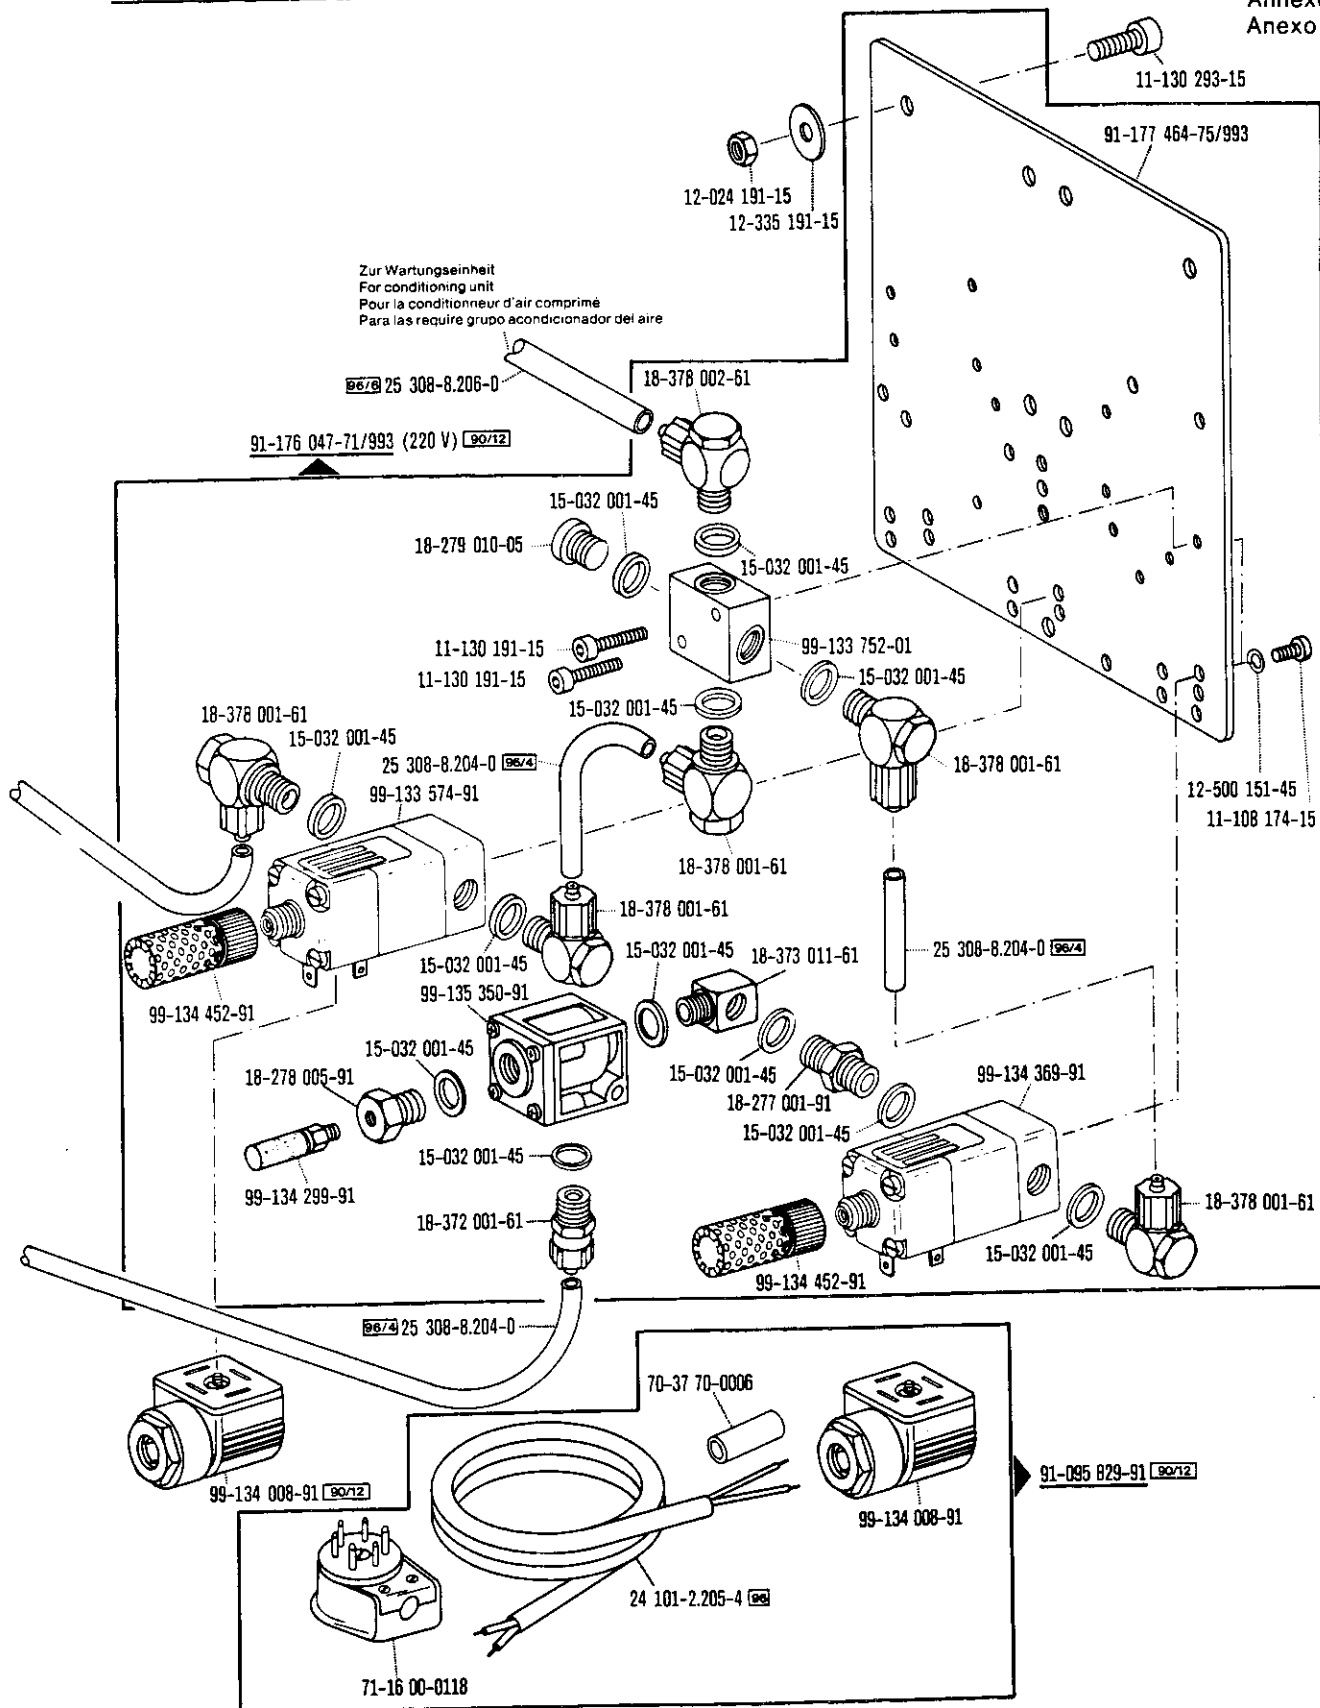 Annexe
Anexo
11-130 293-15
91-177 464-75/993
12-024 191-15
12-335 191-15
Zur Wartungseinheit
For conditioning unit
Pour la conditionneur d'air comprimé
Para las require grupo acondicionador del aire
96/6 25 308-8.206-0
18-378 002-61
91-176 047-71/993 (220 V) 90/12
15-032 001-45
18-279 010-05
15-032 001-45
11-130 191-15
99-133 752-01
11-130 191-15
15-032 001-45
15-032 001-45
18-378 001-61
15-032 001-45
25 308-8.204-0 96/4
18-378 001-61
99-133 574-91
12-500 151-45
11-108 174-15
18-378 001-61
18-378 001-61
25 308-8.204-0 96/4
15-032 001-45
15-032 001-45
18-373 011-61
99-135 350-91
99-134 452-91
15-032 001-45
18-278 005-91
15-032 001-45
99-134 369-91
18-277 001-91
15-032 001-45
15-032 001-45
99-134 299-91
18-372 001-61
18-378 001-61
15-032 001-45
99-134 452-91
96/4 25 308-8.204-0
70-37 70-0006
91-095 829-91 90/12
99-134 008-91 90/12
99-134 008-91
24 101-2.205-4 96
71-16 00-0118